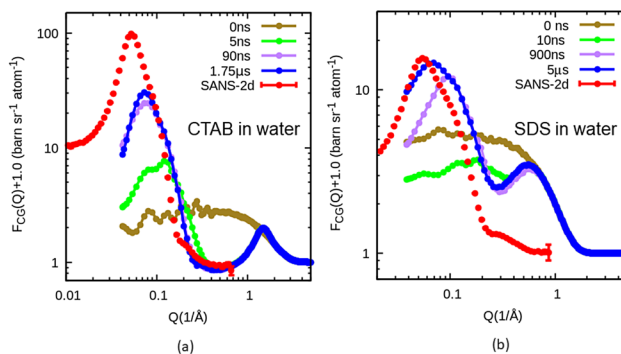 0ns
5ns
90ns
1.75μs
SANS-2d
CTAB in water
F_CG(Q)+1.0 (barn sr⁻¹ atom⁻¹)
100
10
1
0.01
0.1
1
Q(1/Å)
(a)
0 ns
10ns
900ns
5μs
SANS-2d
SDS in water
F_CG(Q)+1.0 (barn sr⁻¹ atom⁻¹)
10
1
0.1
1
Q(1/Å)
(b)